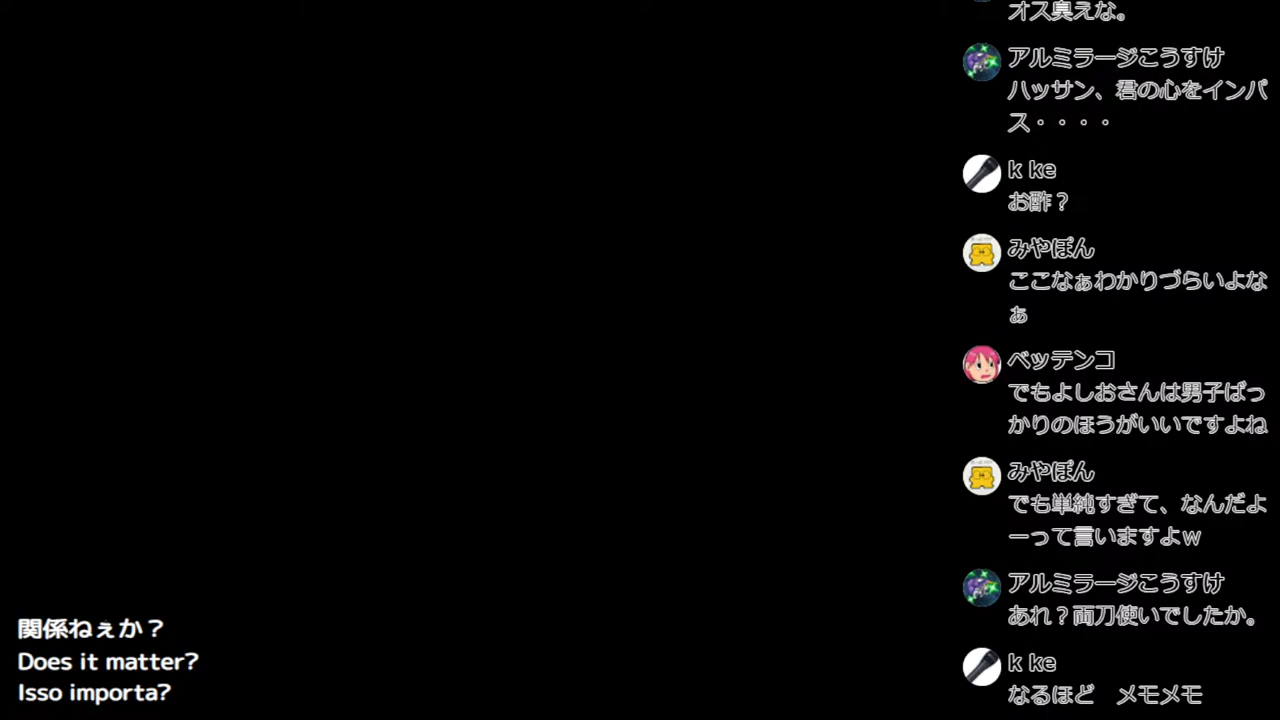 オス臭えな。
アルミラージこうすけ
ハッサン、君の心をインパ
ス・・・・
k ke
お酢？
みやぽん
ここなぁわかりづらいよな
ぁ
ベッテンコ
でもよしおさんは男子ばっ
かりのほうがいいですよね
みやぽん
でも単純すぎて、なんだよ
ーって言いますよw
アルミラージこうすけ
あれ？両刀使いでしたか。
k ke
なるほど　メモメモ
関係ねぇか？
Does it matter?
Isso importa?